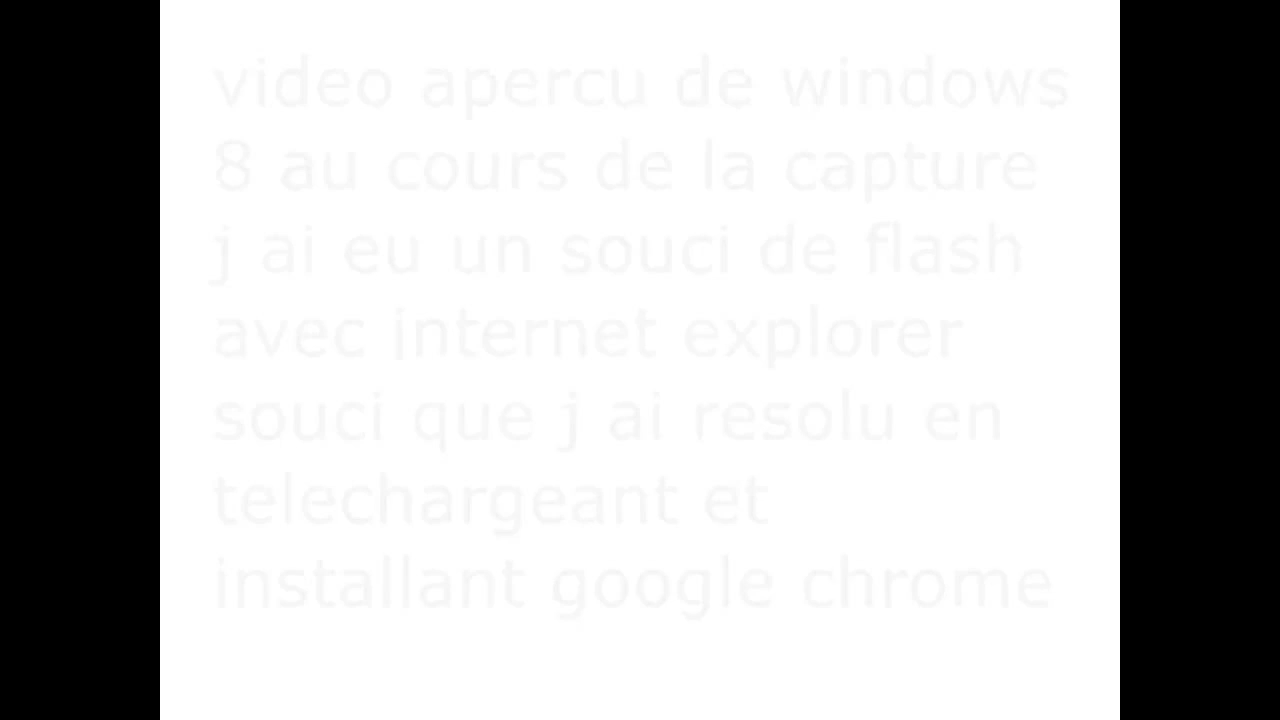 video apercu de windows
8 au cours de la capture
j ai eu un souci de flash
avec internet explorer
souci que j ai resolu en
telechargeant et
installant google chrome